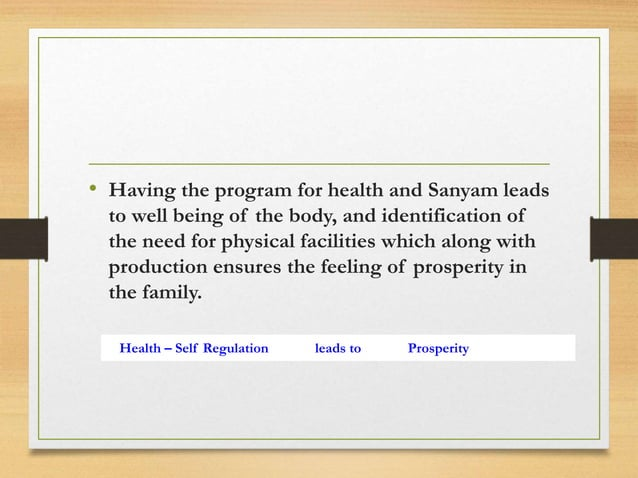 • Having the program for health and Sanyam leads
to well being of the body, and identification of
the need for physical facilities which along with
production ensures the feeling of prosperity in
the family.
Health – Self Regulation leads to Prosperity